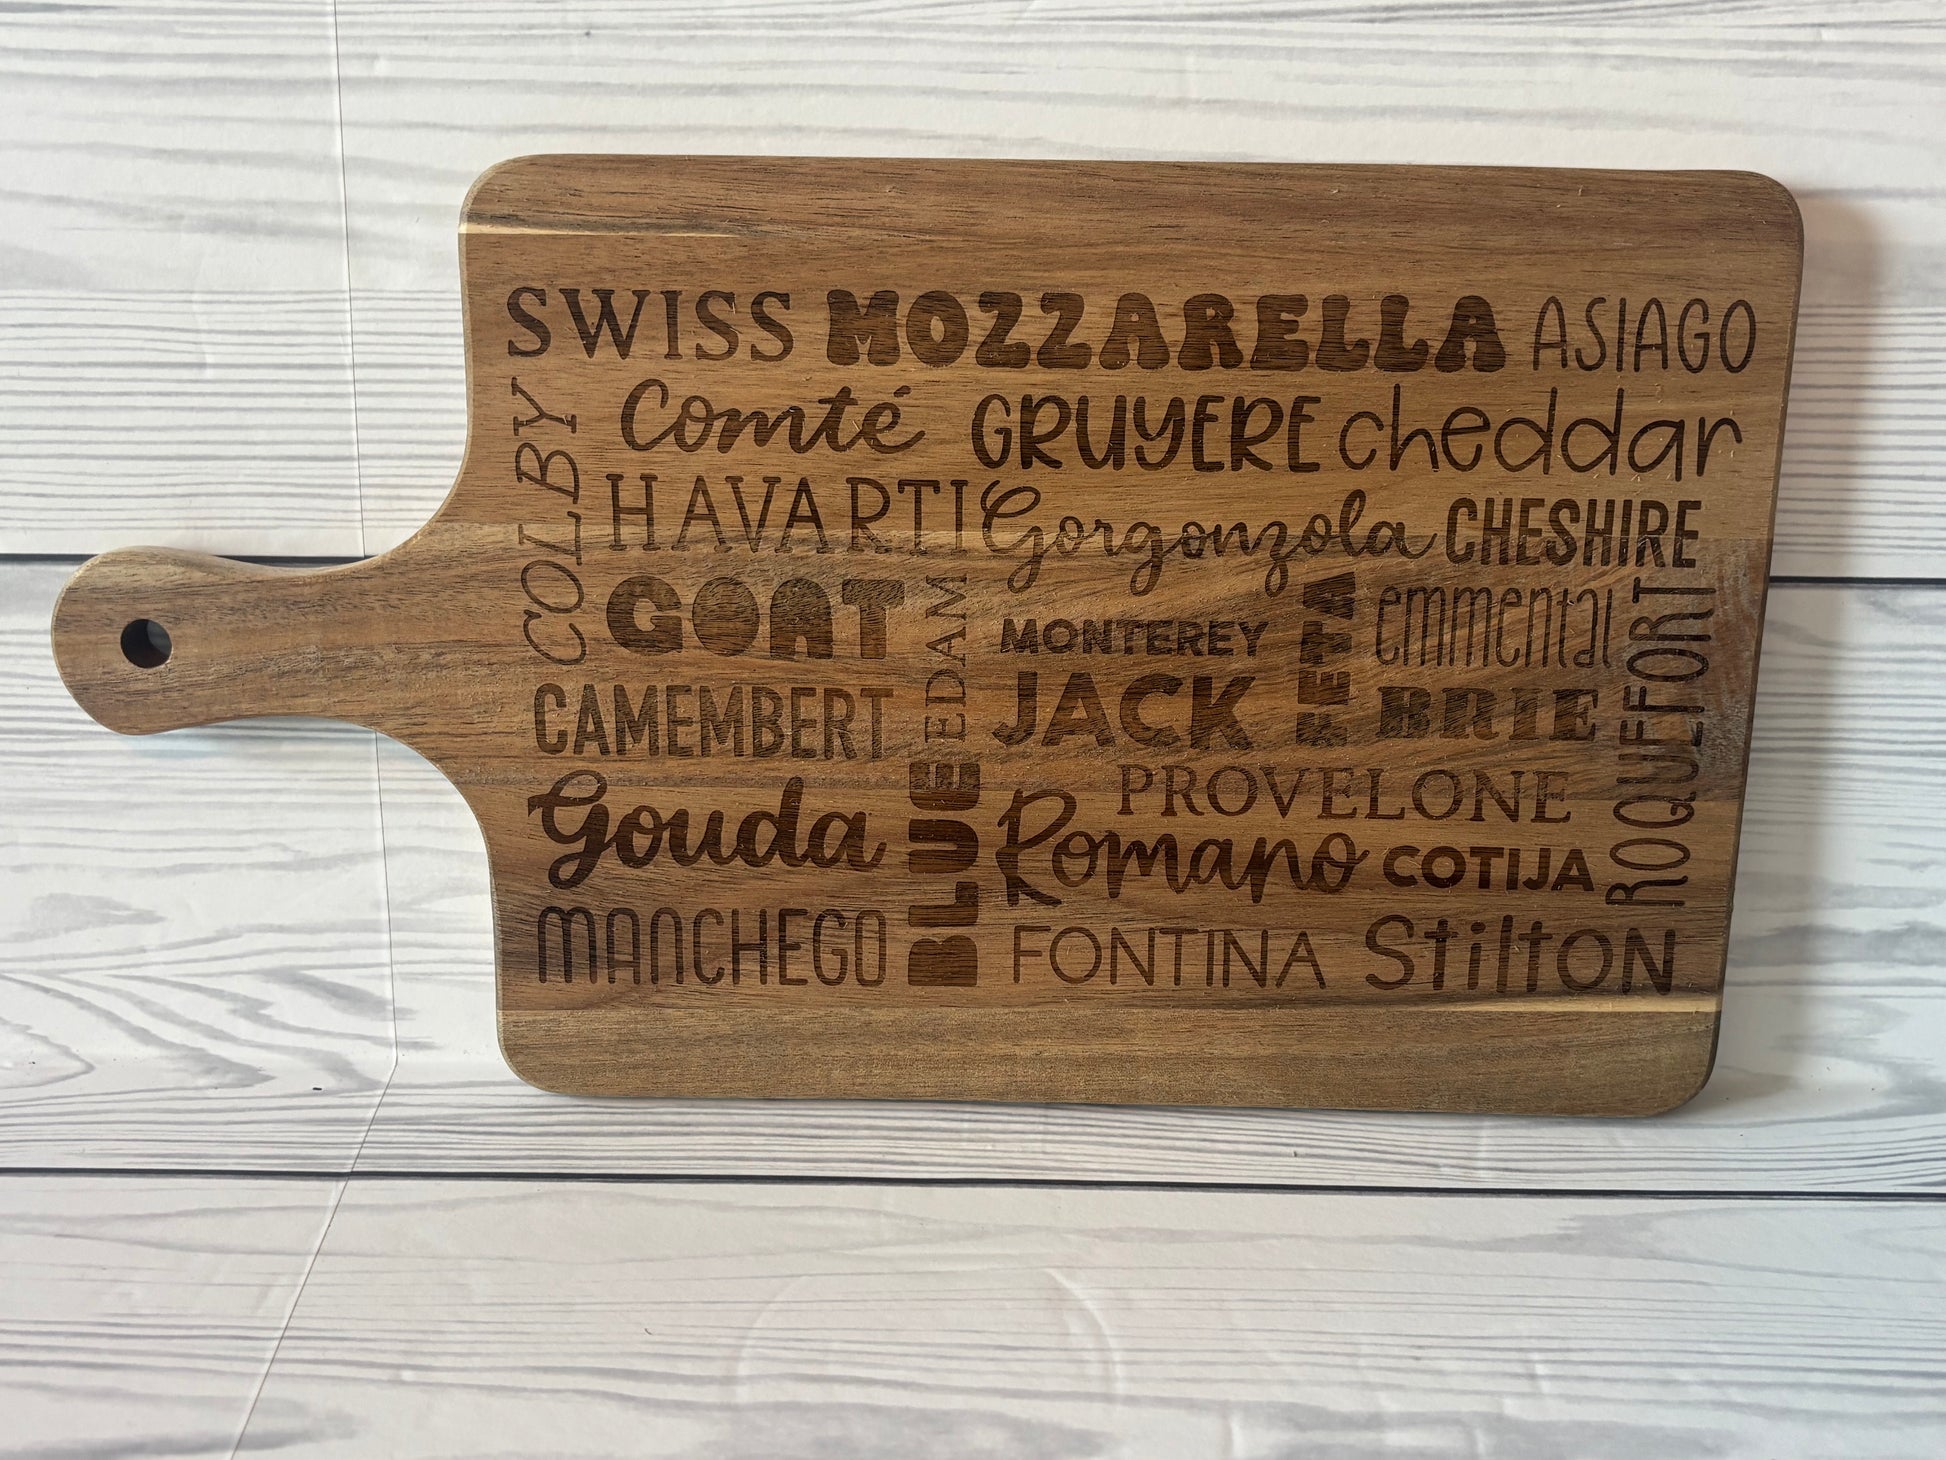 SWISS MOZZARELLA ASIAGO
COLBY
Comté GRUYERE cheddar
HAVARTI Gorgonzola CHESHIRE
GOAT
EDAM
MONTEREY
JACK
FETA
emmental
BRIE
ROQUEFORT
CAMEMBERT
BLUE
PROVELONE
Gouda
Romano COTIJA
MANCHEGO
FONTINA StiltoN